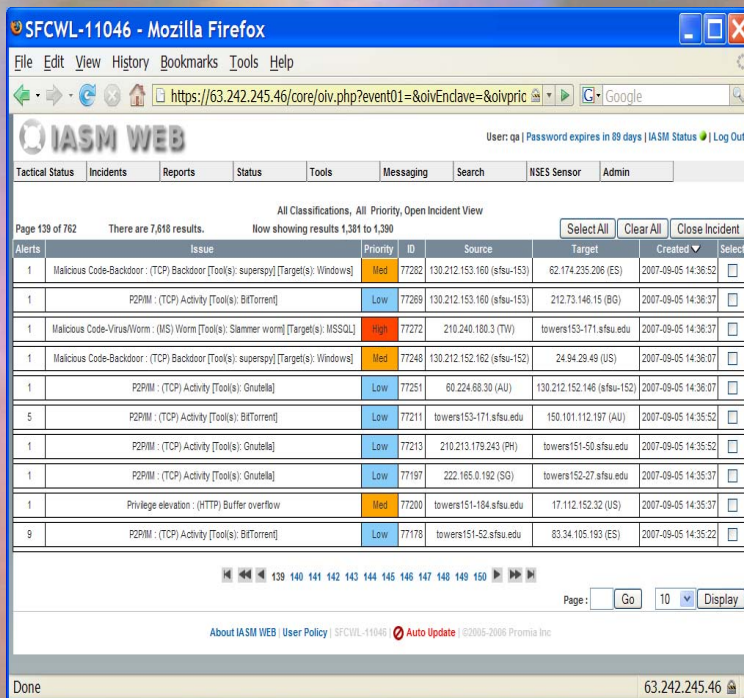 SFCWL-11046 - Mozilla Firefox
File Edit View History Bookmarks Tools Help
https://63.242.245.46/core/oiv.php?event01=&oivEnclave=&oivpric
Google
IASM WEB
User: qa | Password expires in 89 days | IASM Status | Log Out
Tactical Status Incidents Reports Status Tools Messaging Search NSES Sensor Admin
All Classifications, All Priority, Open Incident View
Page 139 of 762 There are 7,618 results. Now showing results 1,381 to 1,390 Select All Clear All Close Incident
Alerts Issue Priority ID Source Target Created Select
1 Malicious Code-Backdoor : (TCP) Backdoor [Tool(s): superspy] [Target(s): Windows] Med 77282 130.212.153.160 (sfsu-153) 62.174.235.206 (ES) 2007-09-05 14:36:52
1 P2P/IM : (TCP) Activity [Tool(s): BitTorrent] Low 77269 130.212.153.160 (sfsu-153) 212.73.146.15 (BG) 2007-09-05 14:36:37
1 Malicious Code-Virus/Worm : (MS) Worm [Tool(s): Slammer worm] [Target(s): MSSQL] High 77272 210.240.180.3 (TW) towers153-171.sfsu.edu 2007-09-05 14:36:37
1 Malicious Code-Backdoor : (TCP) Backdoor [Tool(s): superspy] [Target(s): Windows] Med 77248 130.212.152.162 (sfsu-152) 24.94.29.49 (US) 2007-09-05 14:36:07
1 P2P/IM : (TCP) Activity [Tool(s): Gnutella] Low 77251 60.224.68.30 (AU) 130.212.152.146 (sfsu-152) 2007-09-05 14:36:07
5 P2P/IM : (TCP) Activity [Tool(s): BitTorrent] Low 77211 towers153-171.sfsu.edu 150.101.112.197 (AU) 2007-09-05 14:35:52
1 P2P/IM : (TCP) Activity [Tool(s): Gnutella] Low 77213 210.213.179.243 (PH) towers151-50.sfsu.edu 2007-09-05 14:35:52
1 P2P/IM : (TCP) Activity [Tool(s): Gnutella] Low 77197 222.165.0.192 (SG) towers152-27.sfsu.edu 2007-09-05 14:35:37
1 Privilege elevation : (HTTP) Buffer overflow Med 77200 towers151-184.sfsu.edu 17.112.152.32 (US) 2007-09-05 14:35:37
9 P2P/IM : (TCP) Activity [Tool(s): BitTorrent] Low 77178 towers151-52.sfsu.edu 83.34.105.193 (ES) 2007-09-05 14:35:22
139 140 141 142 143 144 145 146 147 148 149 150
Page : Go 10 Display
About IASM WEB | User Policy | SFCWL-11046 | Auto Update | ©2005-2006 Promia Inc
Done 63.242.245.46